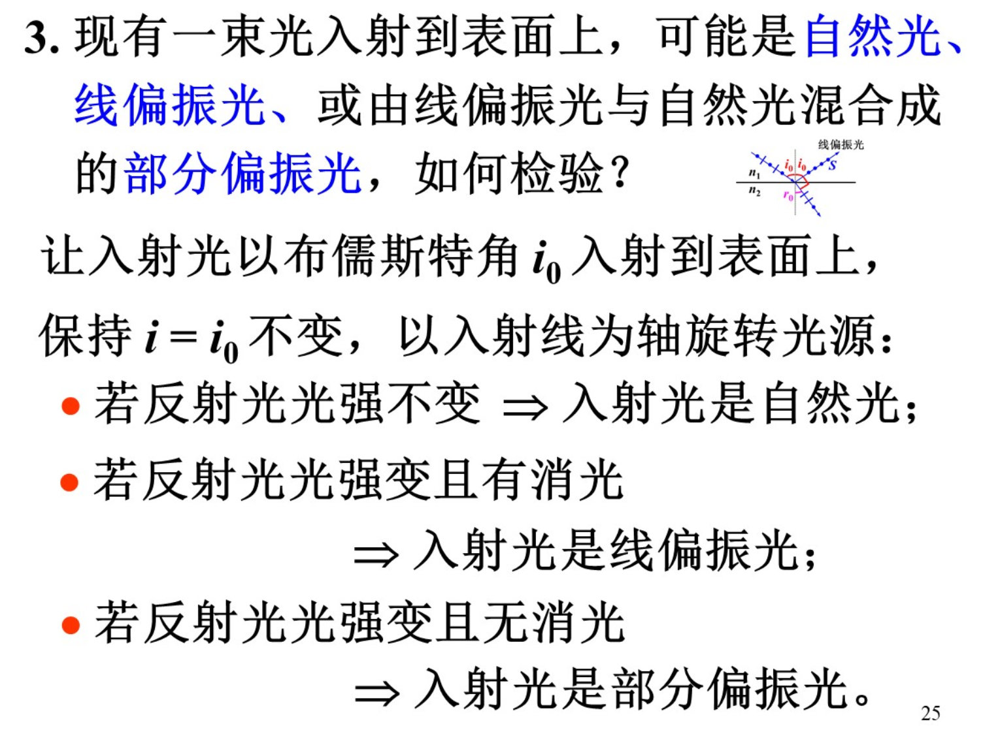 3. 现有一束光入射到表面上，可能是自然光、
线偏振光、或由线偏振光与自然光混合成
的部分偏振光，如何检验？
线偏振光
i₀ i₀ S
n₁
n₂ r₀
让入射光以布儒斯特角 i₀ 入射到表面上，
保持 i = i₀ 不变，以入射线为轴旋转光源：
• 若反射光光强不变 ⇒ 入射光是自然光；
• 若反射光光强变且有消光
⇒ 入射光是线偏振光；
• 若反射光光强变且无消光
⇒ 入射光是部分偏振光。
25